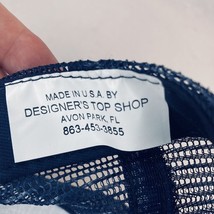 MADE IN U.S.A. BY
DESIGNER'S TOP SHOP
AVON PARK, FL
863-453-3855